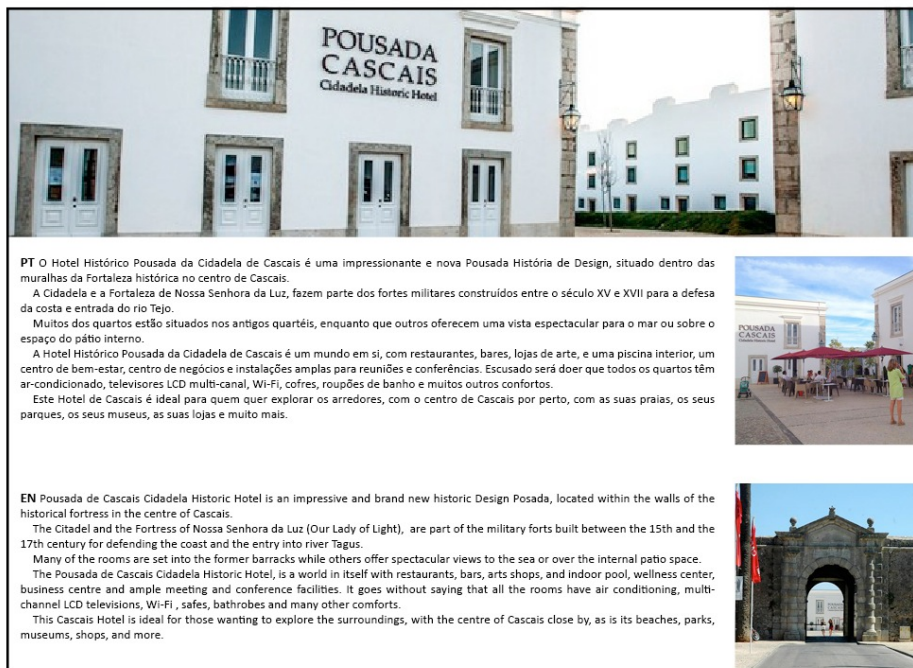 POUSADA
CASCAIS
Cidadela Historic Hotel
PT O Hotel Histórico Pousada da Cidadela de Cascais é uma impressionante e nova Pousada História de Design, situado dentro das
muralhas da Fortaleza histórica no centro de Cascais.
A Cidadela e a Fortaleza de Nossa Senhora da Luz, fazem parte dos fortes militares construídos entre o século XV e XVII para a defesa
da costa e entrada do rio Tejo.
Muitos dos quartos estão situados nos antigos quartéis, enquanto que outros oferecem uma vista espectacular para o mar ou sobre o
espaço do pátio interno.
A Hotel Histórico Pousada da Cidadela de Cascais é um mundo em si, com restaurantes, bares, lojas de arte, e uma piscina interior, um
centro de bem-estar, centro de negócios e instalações amplas para reuniões e conferências. Escusado será doer que todos os quartos têm
ar-condicionado, televisores LCD multi-canal, Wi-Fi, cofres, roupões de banho e muitos outros confortos.
Este Hotel de Cascais é ideal para quem quer explorar os arredores, com o centro de Cascais por perto, com as suas praias, os seus
parques, os seus museus, as suas lojas e muito mais.
POUSADA
CASCAIS
Cidadela Historic Hotel
EN Pousada de Cascais Cidadela Historic Hotel is an impressive and brand new historic Design Posada, located within the walls of the
historical fortress in the centre of Cascais.
The Citadel and the Fortress of Nossa Senhora da Luz (Our Lady of Light), are part of the military forts built between the 15th and the
17th century for defending the coast and the entry into river Tagus.
Many of the rooms are set into the former barracks while others offer spectacular views to the sea or over the internal patio space.
The Pousada de Cascais Cidadela Historic Hotel, is a world in itself with restaurants, bars, arts shops, and indoor pool, wellness center,
business centre and ample meeting and conference facilities. It goes without saying that all the rooms have air conditioning, multi-
channel LCD televisions, Wi-Fi , safes, bathrobes and many other comforts.
This Cascais Hotel is ideal for those wanting to explore the surroundings, with the centre of Cascais close by, as is its beaches, parks,
museums, shops, and more.